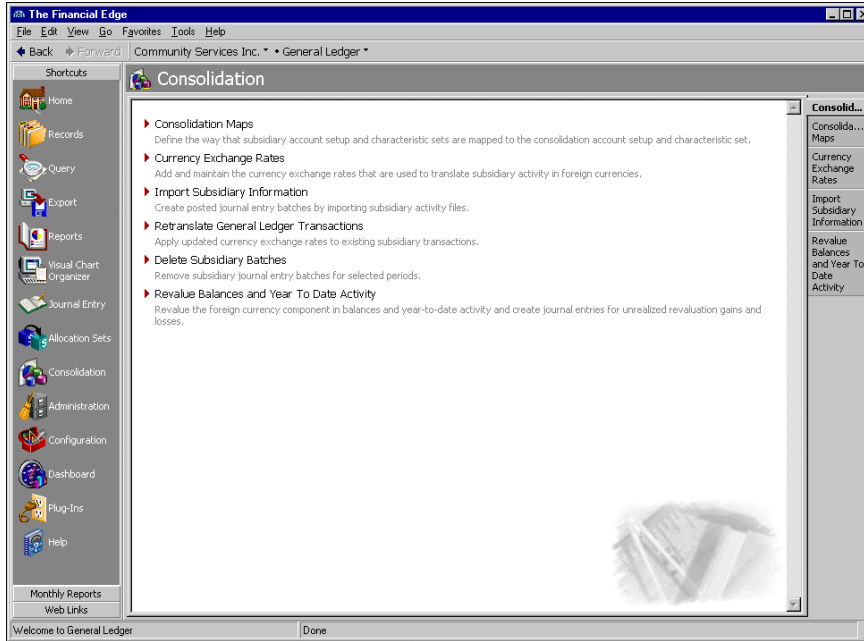 The Financial Edge
File Edit View Go Favorites Tools Help
Back Forward Community Services Inc. General Ledger
Shortcuts
Consolidation
Home
Records
Query
Export
Reports
Visual Chart
Organizer
Journal Entry
Allocation Sets
Consolidation
Administration
Configuration
Dashboard
Plug-Ins
Help
Monthly Reports
Web Links
Consolidation Maps
Define the way that subsidiary account setup and characteristic sets are mapped to the consolidation account setup and characteristic set.
Currency Exchange Rates
Add and maintain the currency exchange rates that are used to translate subsidiary activity in foreign currencies.
Import Subsidiary Information
Create posted journal entry batches by importing subsidiary activity files.
Retranslate General Ledger Transactions
Apply updated currency exchange rates to existing subsidiary transactions.
Delete Subsidiary Batches
Remove subsidiary journal entry batches for selected periods.
Revalue Balances and Year To Date Activity
Revalue the foreign currency component in balances and year-to-date activity and create journal entries for unrealized revaluation gains and
losses.
Consolid...
Consolida...
Maps
Currency
Exchange
Rates
Import
Subsidiary
Information
Revalue
Balances
and Year To
Date
Activity
Welcome to General Ledger
Done